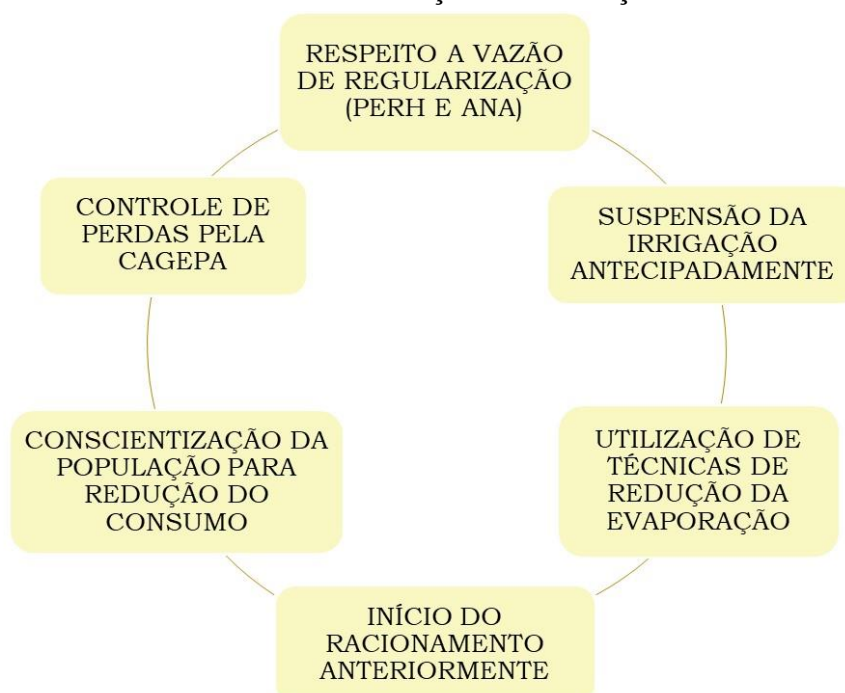 RESPEITO A VAZÃO
DE REGULARIZAÇÃO
(PERH E ANA)
SUSPENSÃO DA
IRRIGAÇÃO
ANTECIPADAMENTE
UTILIZAÇÃO DE
TÉCNICAS DE
REDUÇÃO DA
EVAPORAÇÃO
INÍCIO DO
RACIONAMENTO
ANTERIORMENTE
CONSCIENTIZAÇÃO DA
POPULAÇÃO PARA
REDUÇÃO DO
CONSUMO
CONTROLE DE
PERDAS PELA
CAGEPA